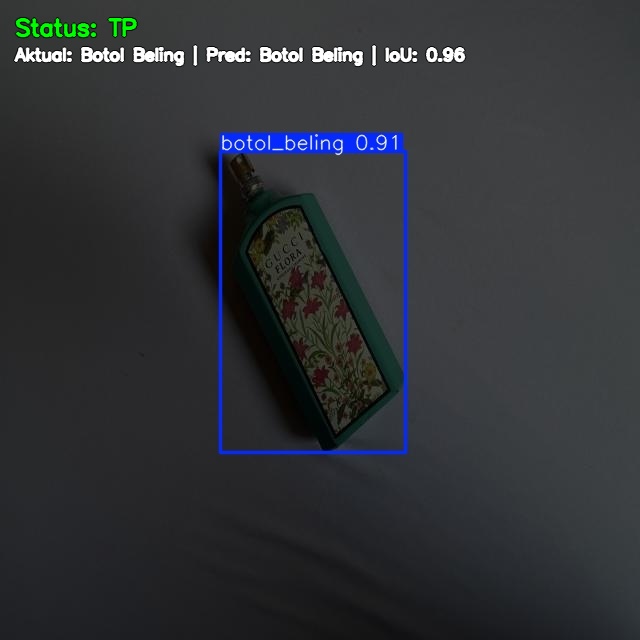 Status: TP
Aktual: Botol Beling | Pred: Botol Beling | IoU: 0.96
botol_beling 0.91
GUCCI
FLORA